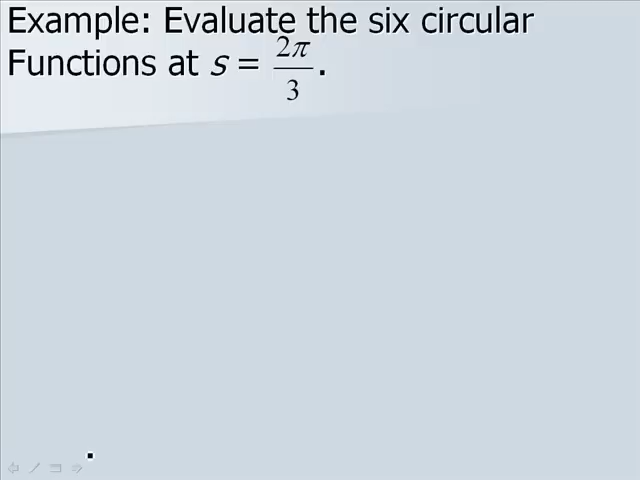 Example: Evaluate the six circular
Functions at s = 2π/3 .
.